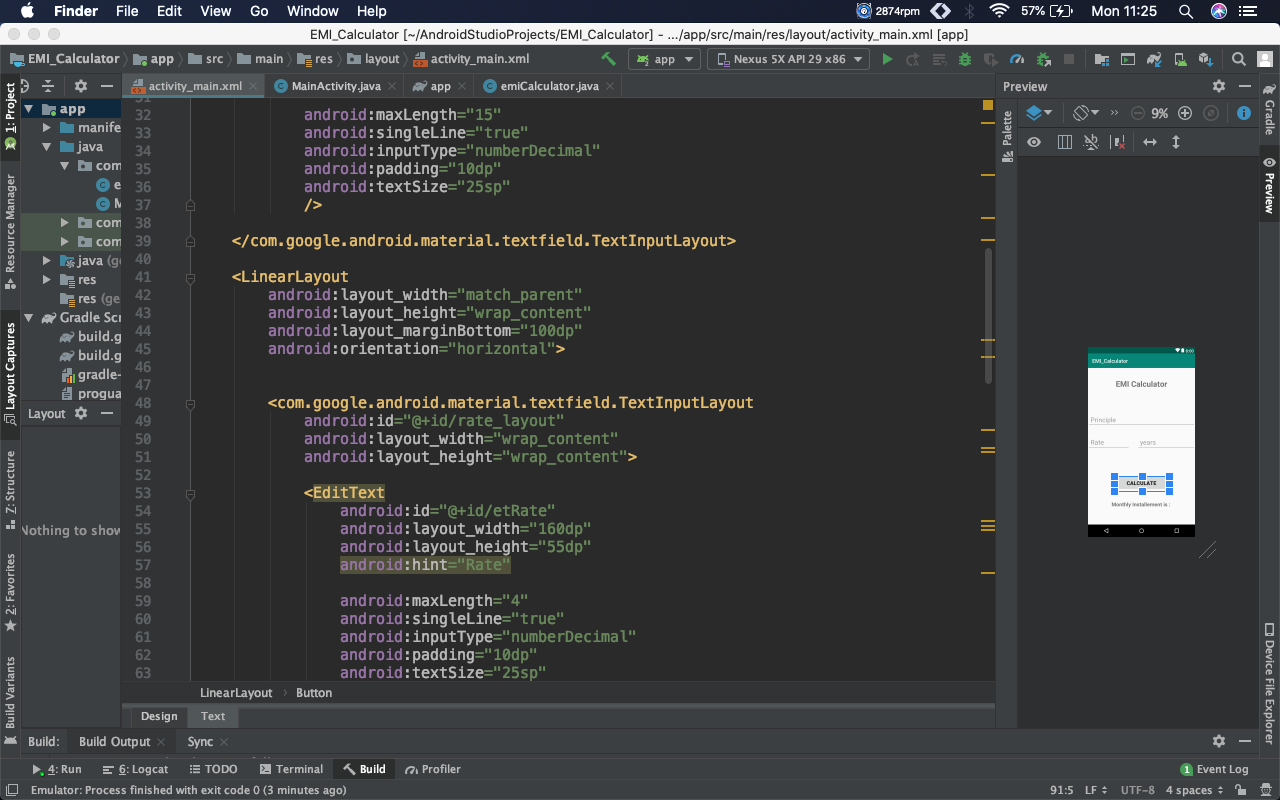 Finder File Edit View Go Window Help 2874rpm 57% Mon 11:25
EMI_Calculator [~/AndroidStudioProjects/EMI_Calculator] - .../app/src/main/res/layout/activity_main.xml [app]
EMI_Calculator app src main res layout activity_main.xml app Nexus 5X API 29 x86
1: Project
Resource Manager
Layout Captures
Z: Structure
2: Favorites
Build Variants
app
manife
java
com
e
M
com
com
java (ge
res
res (ge
Gradle Scr
build.g
build.g
gradle-
progua
Layout
Nothing to show
activity_main.xml MainActivity.java app emiCalculator.java
32 android:maxLength="15"
33 android:singleLine="true"
34 android:inputType="numberDecimal"
35 android:padding="10dp"
36 android:textSize="25sp"
37 />
38
39 </com.google.android.material.textfield.TextInputLayout>
40
41 <LinearLayout
42 android:layout_width="match_parent"
43 android:layout_height="wrap_content"
44 android:layout_marginBottom="100dp"
45 android:orientation="horizontal">
46
47
48 <com.google.android.material.textfield.TextInputLayout
49 android:id="@+id/rate_layout"
50 android:layout_width="wrap_content"
51 android:layout_height="wrap_content">
52
53 <EditText
54 android:id="@+id/etRate"
55 android:layout_width="160dp"
56 android:layout_height="55dp"
57 android:hint="Rate"
58
59 android:maxLength="4"
60 android:singleLine="true"
61 android:inputType="numberDecimal"
62 android:padding="10dp"
63 android:textSize="25sp"
LinearLayout Button
Design Text
Preview
Palette
9%
EMI_Calculator
EMI Calculator
Principle
Rate years
CALCULATE
Monthly Installement is :
Gradle
Preview
Device File Explorer
Build: Build Output Sync
4: Run 6: Logcat TODO Terminal Build Profiler 1 Event Log
Emulator: Process finished with exit code 0 (3 minutes ago) 91:5 LF UTF-8 4 spaces